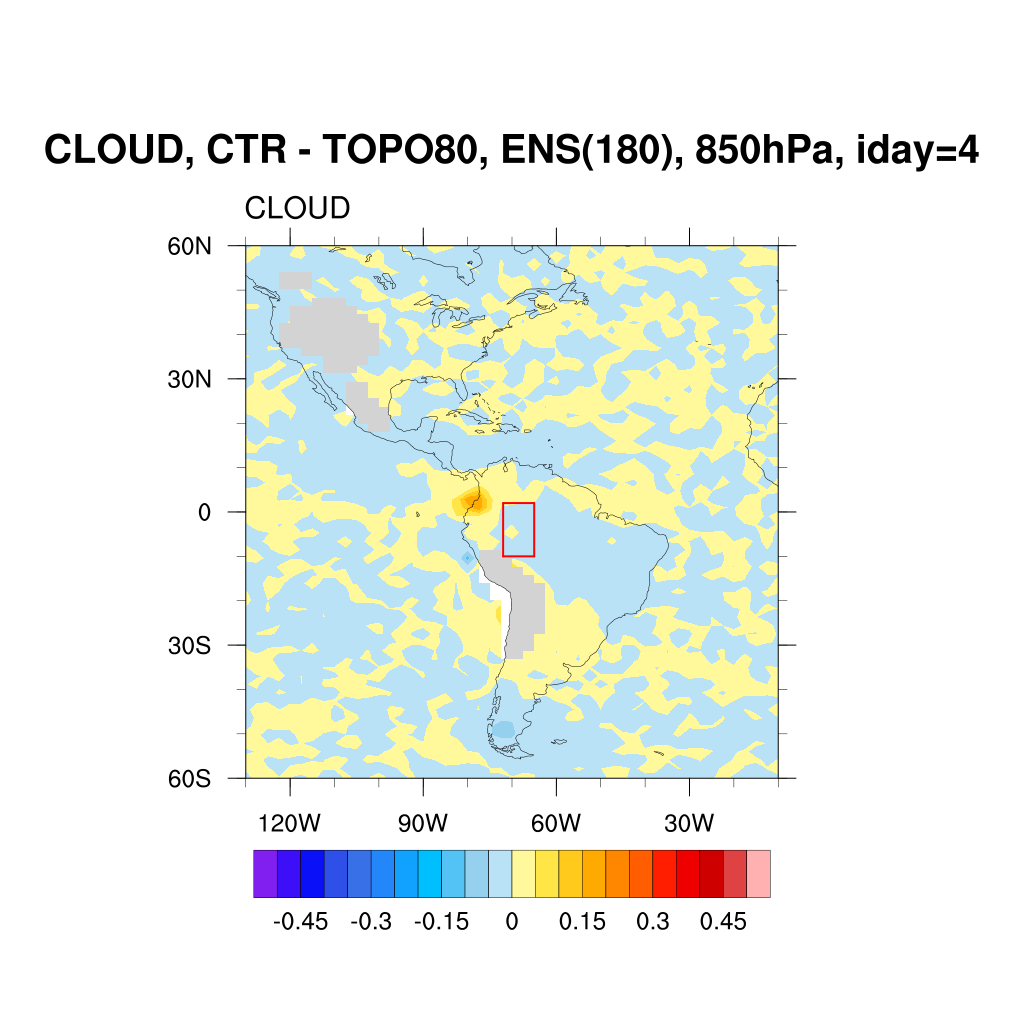 CLOUD, CTR - TOPO80, ENS(180), 850hPa, iday=4
CLOUD
60N
30N
0
30S
60S
120W 90W 60W 30W
-0.45 -0.3 -0.15 0 0.15 0.3 0.45